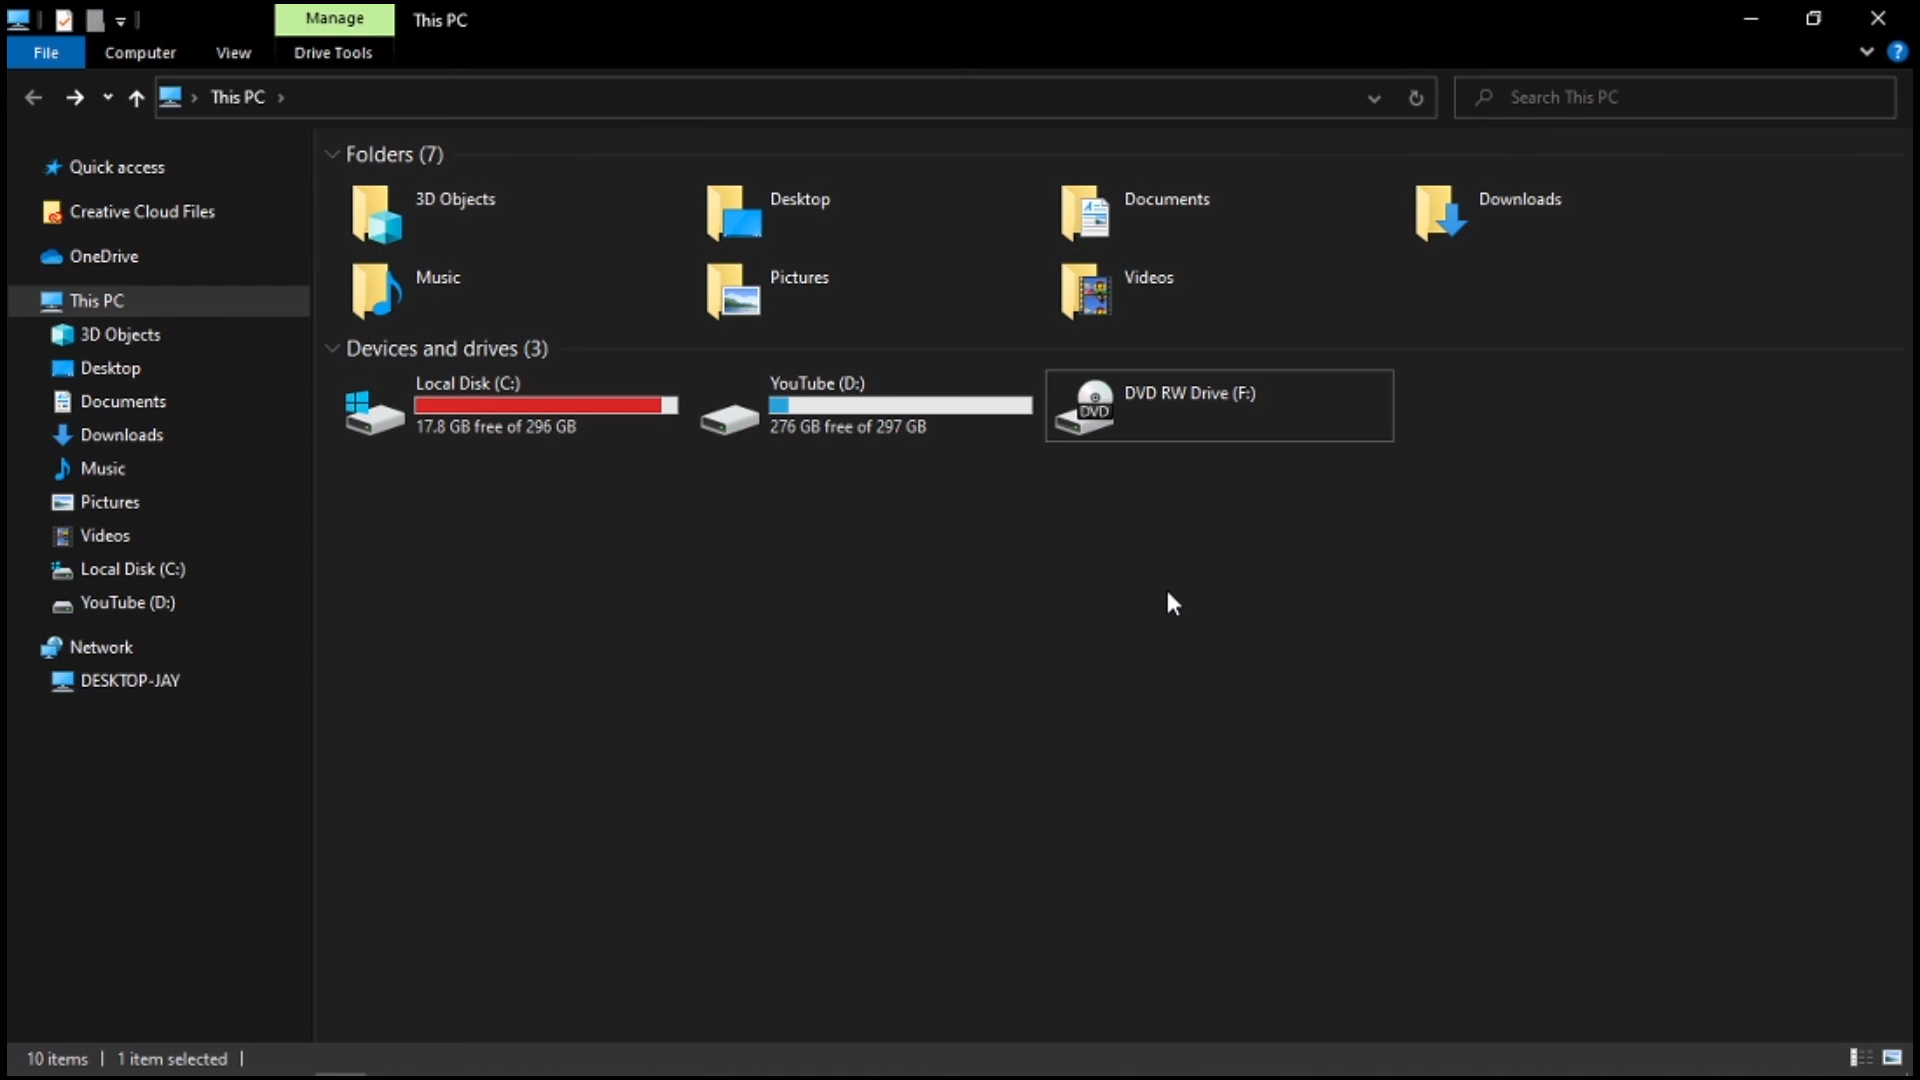 Manage
This PC
File
Computer
View
Drive Tools
This PC
Search This PC
Quick access
Creative Cloud Files
OneDrive
This PC
3D Objects
Desktop
Documents
Downloads
Music
Pictures
Videos
Local Disk (C:)
YouTube (D:)
Network
DESKTOP-JAY
Folders (7)
3D Objects
Desktop
Documents
Downloads
Music
Pictures
Videos
Devices and drives (3)
Local Disk (C:)
17.8 GB free of 296 GB
YouTube (D:)
276 GB free of 297 GB
DVD
DVD RW Drive (F:)
10 items
1 item selected